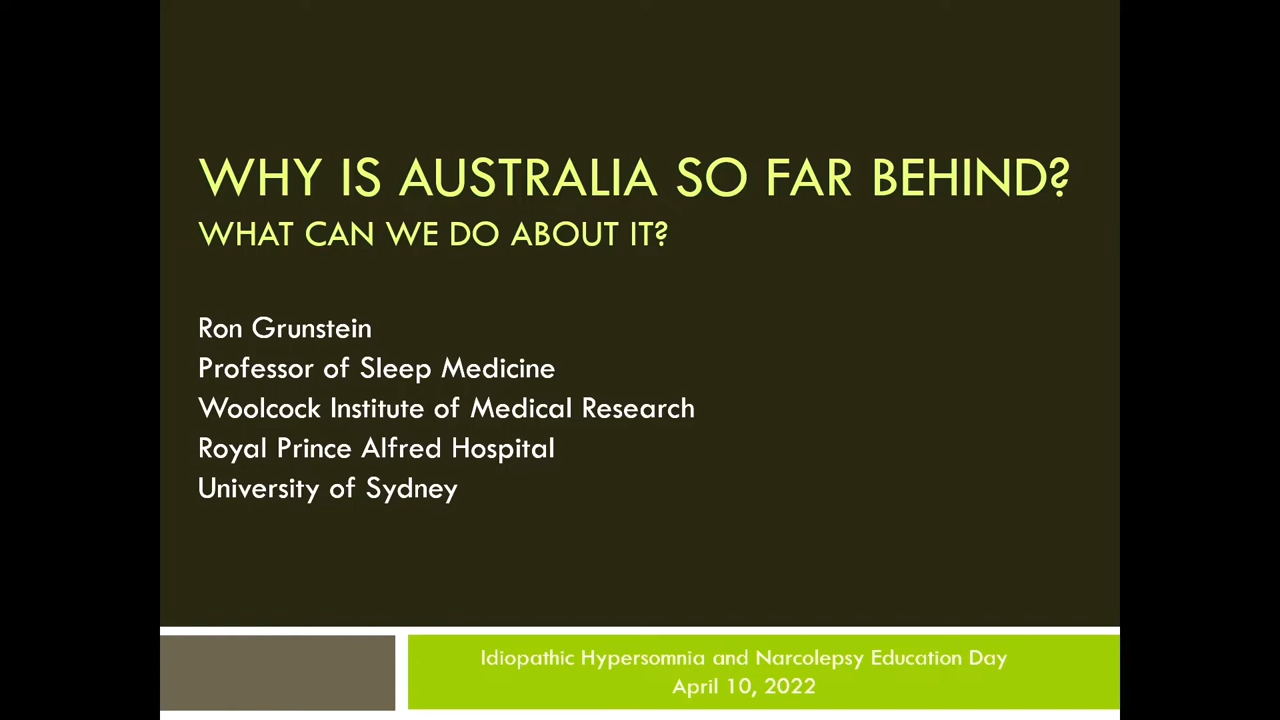 WHY IS AUSTRALIA SO FAR BEHIND?
WHAT CAN WE DO ABOUT IT?
Ron Grunstein
Professor of Sleep Medicine
Woolcock Institute of Medical Research
Royal Prince Alfred Hospital
University of Sydney
Idiopathic Hypersomnia and Narcolepsy Education Day
April 10, 2022